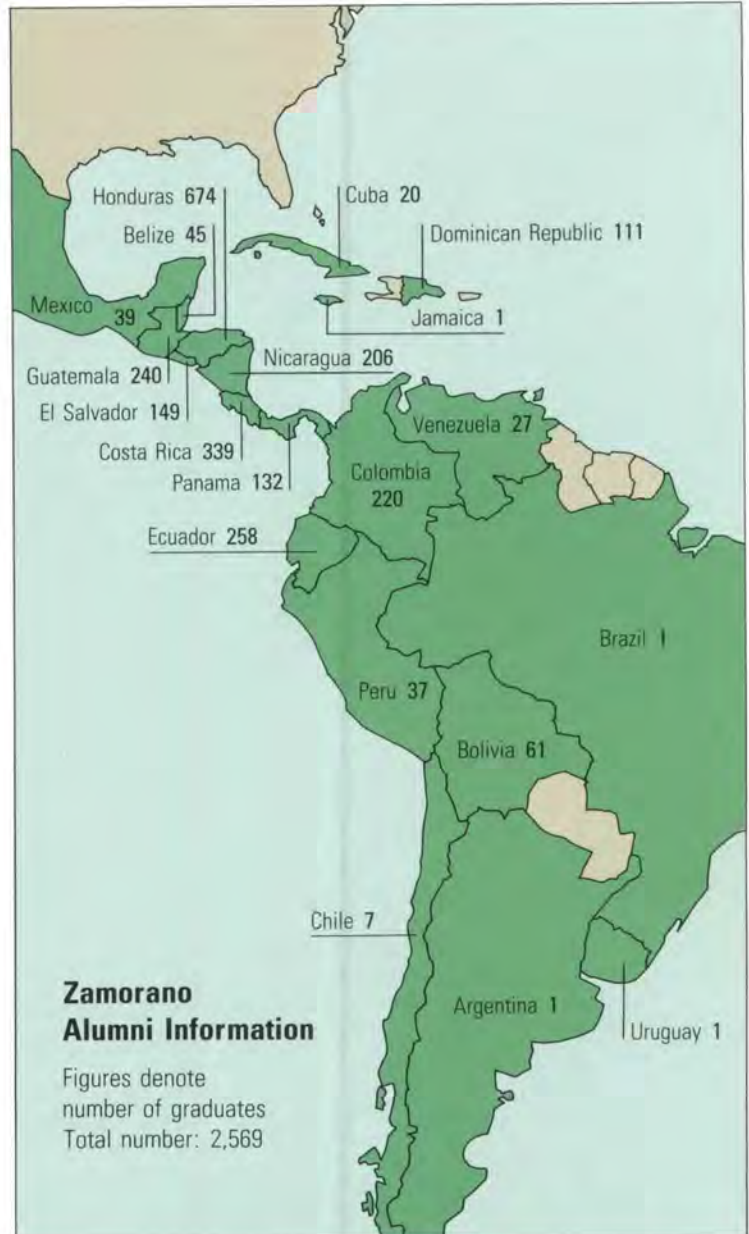 Honduras 674
Cuba 20
Belize 45
Dominican Republic 111
Mexico 39
Jamaica 1
Nicaragua 206
Guatemala 240
El Salvador 149
Venezuela 27
Costa Rica 339
Colombia
220
Panama 132
Ecuador 258
Brazil 1
Peru 37
Bolivia 61
Chile 7
Argentina 1
Uruguay 1
Zamorano
Alumni Information
Figures denote
number of graduates
Total number: 2,569